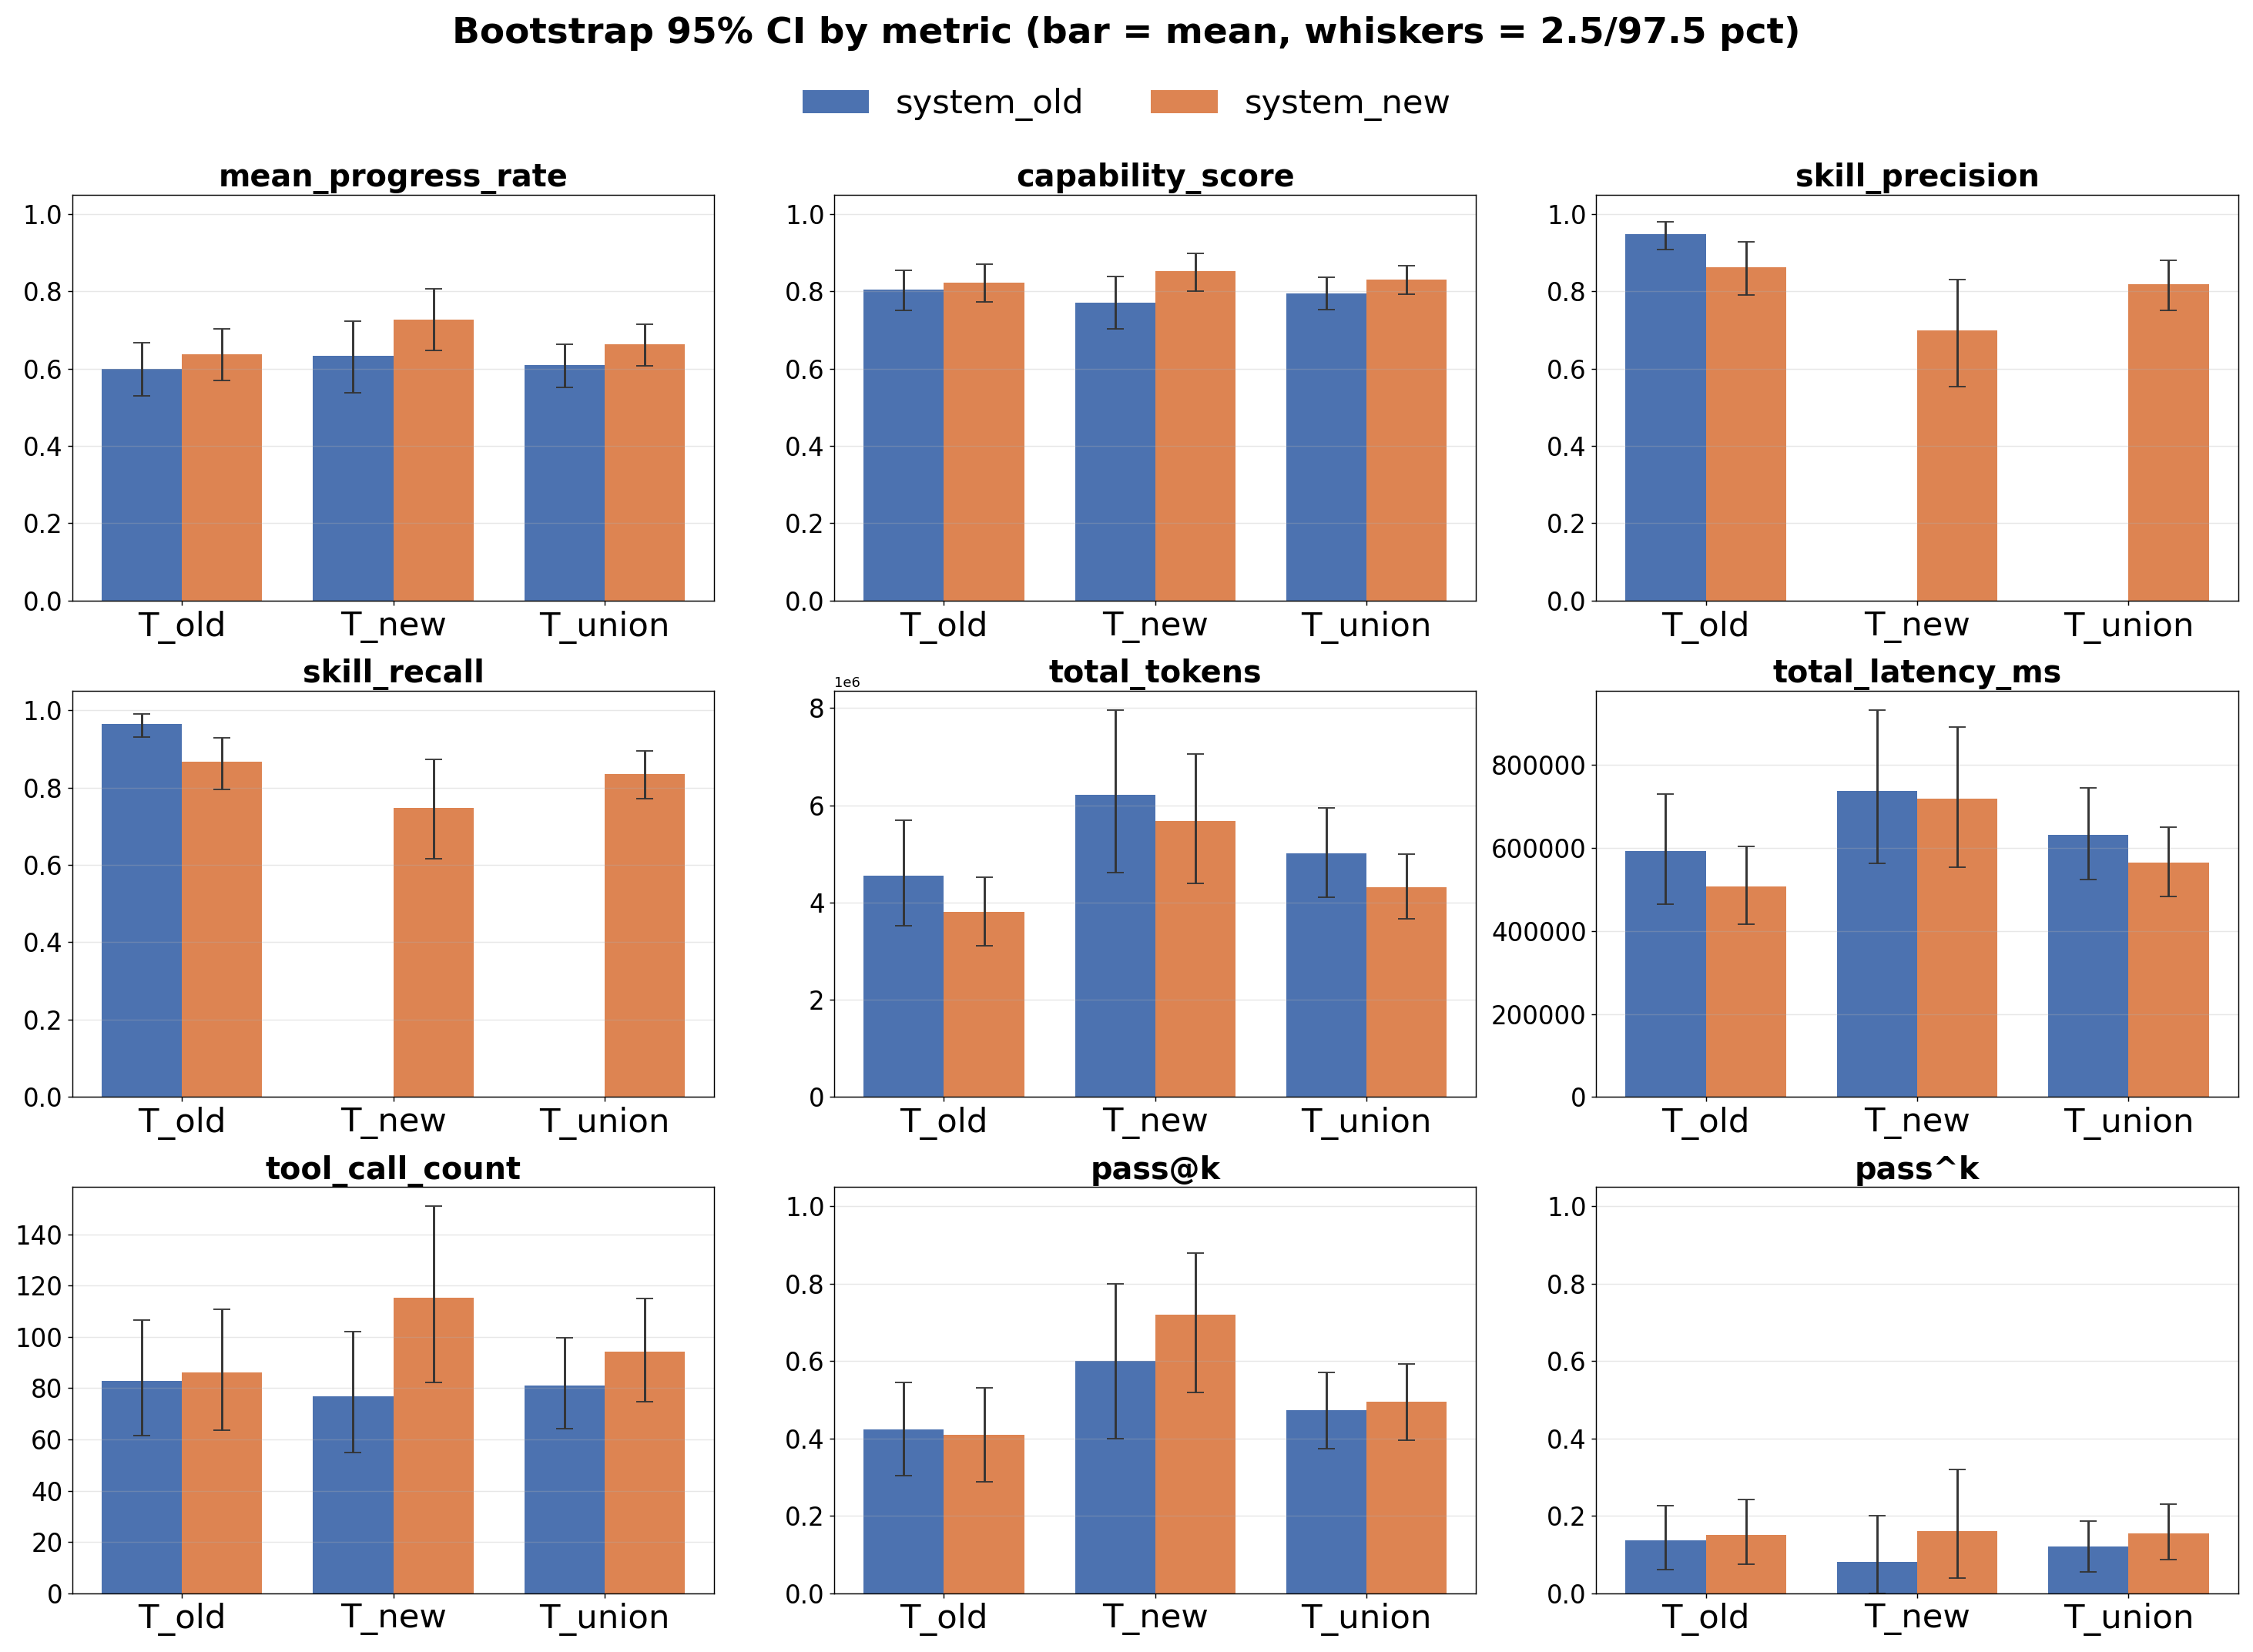 Bootstrap 95% CI by metric (bar = mean, whiskers = 2.5/97.5 pct)
system_old system_new
mean_progress_rate
1.0
0.8
0.6
0.4
0.2
0.0
T_old T_new T_union
capability_score
1.0
0.8
0.6
0.4
0.2
0.0
T_old T_new T_union
skill_precision
1.0
0.8
0.6
0.4
0.2
0.0
T_old T_new T_union
skill_recall
1.0
0.8
0.6
0.4
0.2
0.0
T_old T_new T_union
total_tokens
1e6
8
6
4
2
0
T_old T_new T_union
total_latency_ms
800000
600000
400000
200000
0
T_old T_new T_union
tool_call_count
140
120
100
80
60
40
20
0
T_old T_new T_union
pass@k
1.0
0.8
0.6
0.4
0.2
0.0
T_old T_new T_union
pass^k
1.0
0.8
0.6
0.4
0.2
0.0
T_old T_new T_union